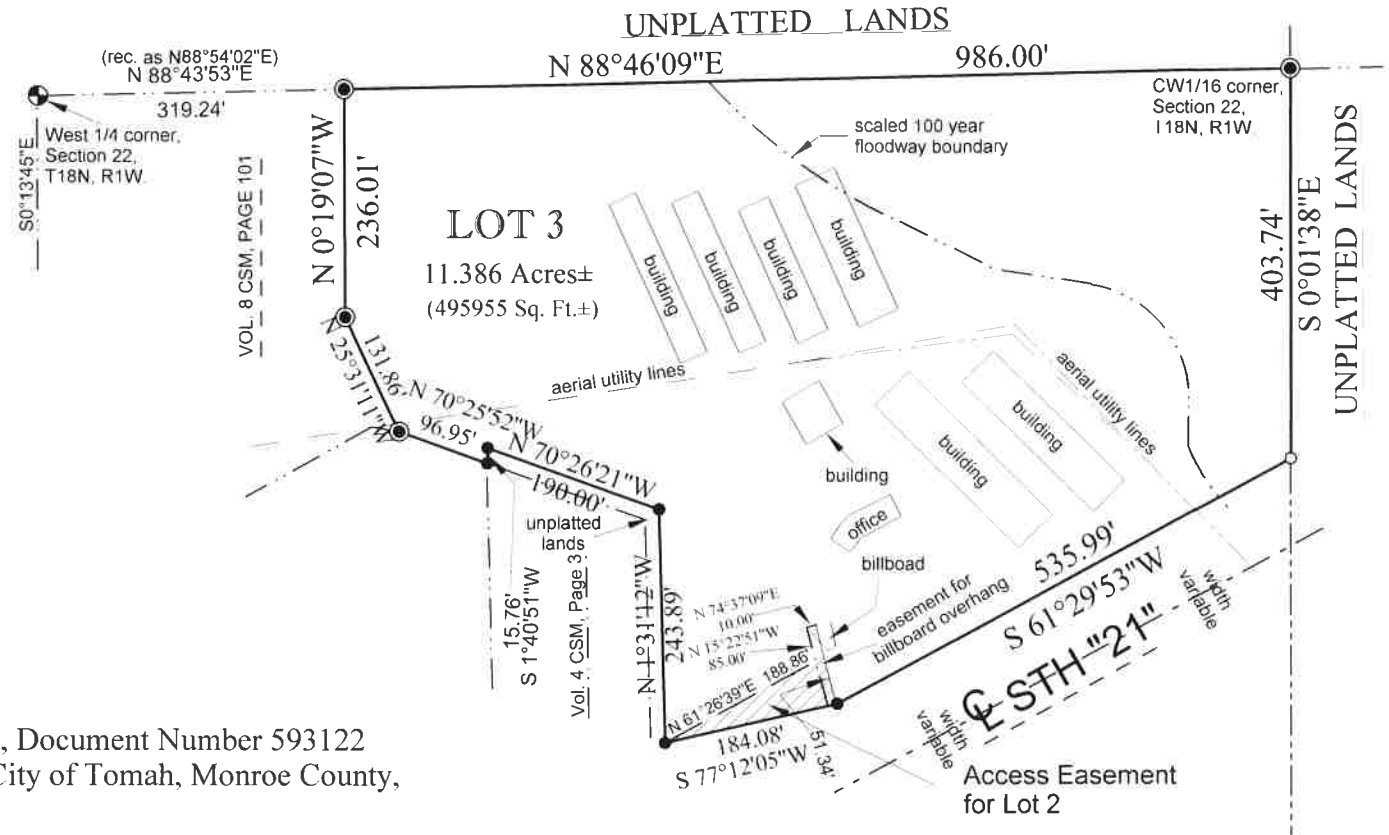 UNPLATTED LANDS
(rec. as N88°54'02"E)
N 88°43'53"E
319.24'
N 88°46'09"E
986.00'
West 1/4 corner,
Section 22,
T18N, R1W.
S0°13'45"E
VOL. 8 CSM, PAGE 101
N 0°19'07"W
236.01'
LOT 3
11.386 Acres±
(495955 Sq. Ft.±)
scaled 100 year
floodway boundary
CW1/16 corner,
Section 22,
T18N, R1W
403.74'
S 0°01'38"E
UNPLATTED LANDS
building
building
building
building
aerial utility lines
aerial utility lines
N 25°31'11"W
131.86'
N 70°25'52"W
96.95'
N 70°26'21"W
190.00'
building
building
building
office
billboad
unplatted
lands
15.76'
S 1°40'51"W
Vol. 4 CSM, Page 3
N 1°31'12"W
243.89'
N 74°37'09"E
10.00'
N 15°22'51"W
85.00'
easement for
billboard overhang
N 61°26'39"E 188.86'
535.99'
S 61°29'53"W
width
variable
℄ STH "21"
width
variable
184.08'
S 77°12'05"W
51.34'
Access Easement
for Lot 2
, Document Number 593122
City of Tomah, Monroe County,